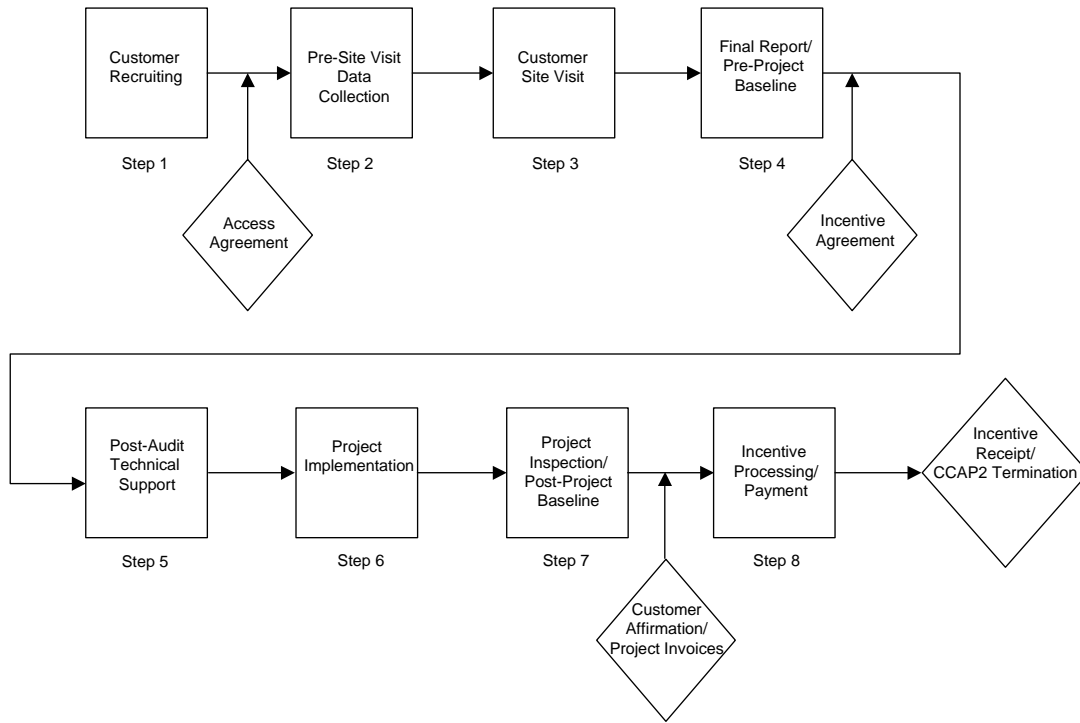 Customer
Recruiting
Pre-Site Visit
Data
Collection
Customer
Site Visit
Final Report/
Pre-Project
Baseline
Step 1
Step 2
Step 3
Step 4
Access
Agreement
Incentive
Agreement
Post-Audit
Technical
Support
Project
Implementation
Project
Inspection/
Post-Project
Baseline
Incentive
Processing/
Payment
Incentive
Receipt/
CCAP2 Termination
Step 5
Step 6
Step 7
Step 8
Customer
Affirmation/
Project Invoices